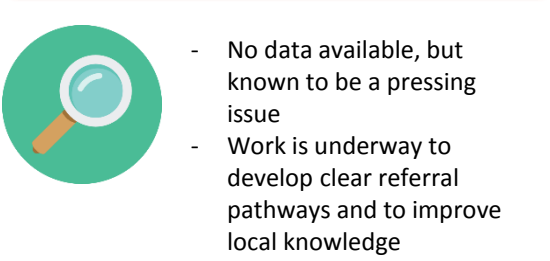 - No data available, but
known to be a pressing
issue
- Work is underway to
develop clear referral
pathways and to improve
local knowledge